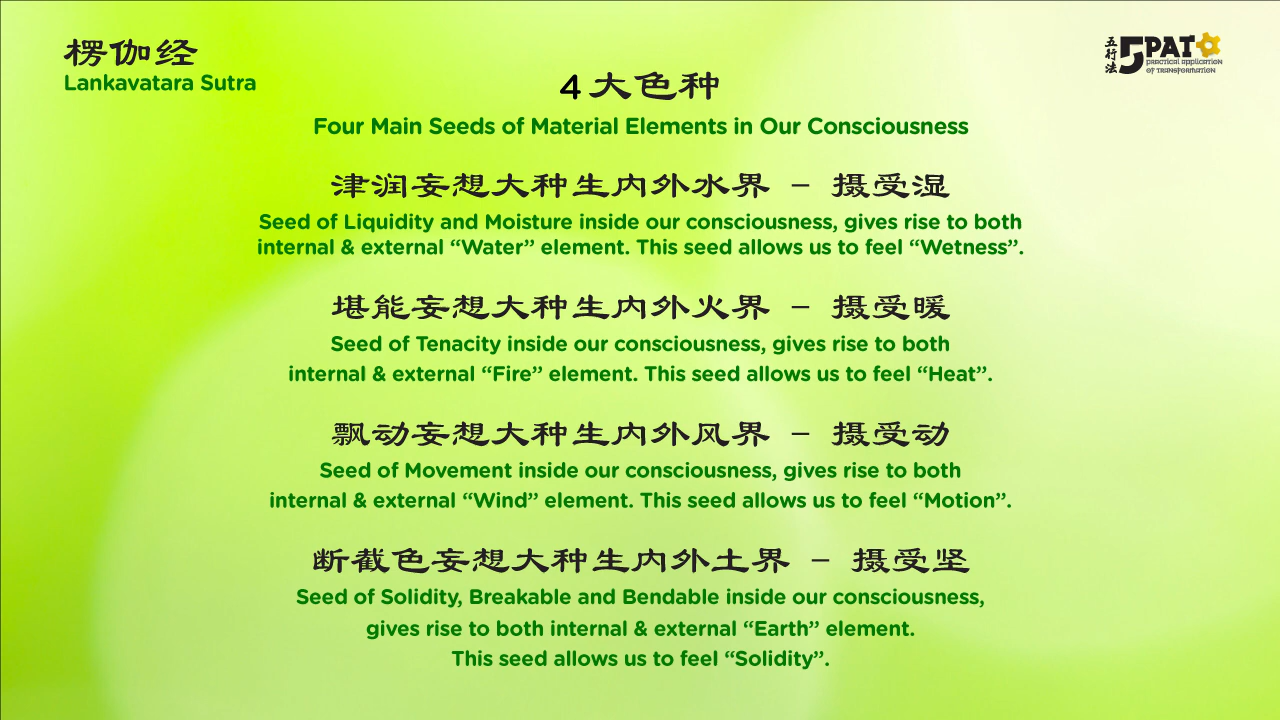 楞伽经
Lankavatara Sutra
五行法
5PAT
PRACTICAL APPLICATION
OF TRANSFORMATION
4大色种
Four Main Seeds of Material Elements in Our Consciousness
津润妄想大种生内外水界 – 摄受湿
Seed of Liquidity and Moisture inside our consciousness, gives rise to both
internal & external “Water” element. This seed allows us to feel “Wetness”.
堪能妄想大种生内外火界 – 摄受暖
Seed of Tenacity inside our consciousness, gives rise to both
internal & external “Fire” element. This seed allows us to feel “Heat”.
飘动妄想大种生内外风界 – 摄受动
Seed of Movement inside our consciousness, gives rise to both
internal & external “Wind” element. This seed allows us to feel “Motion”.
断截色妄想大种生内外土界 – 摄受坚
Seed of Solidity, Breakable and Bendable inside our consciousness,
gives rise to both internal & external “Earth” element.
This seed allows us to feel “Solidity”.